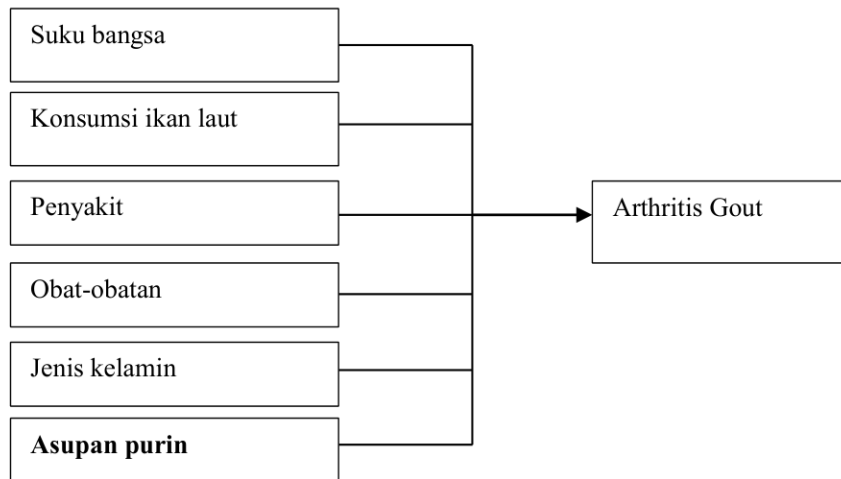 Suku bangsa
Konsumsi ikan laut
Penyakit
Arthritis Gout
Obat-obatan
Jenis kelamin
Asupan purin